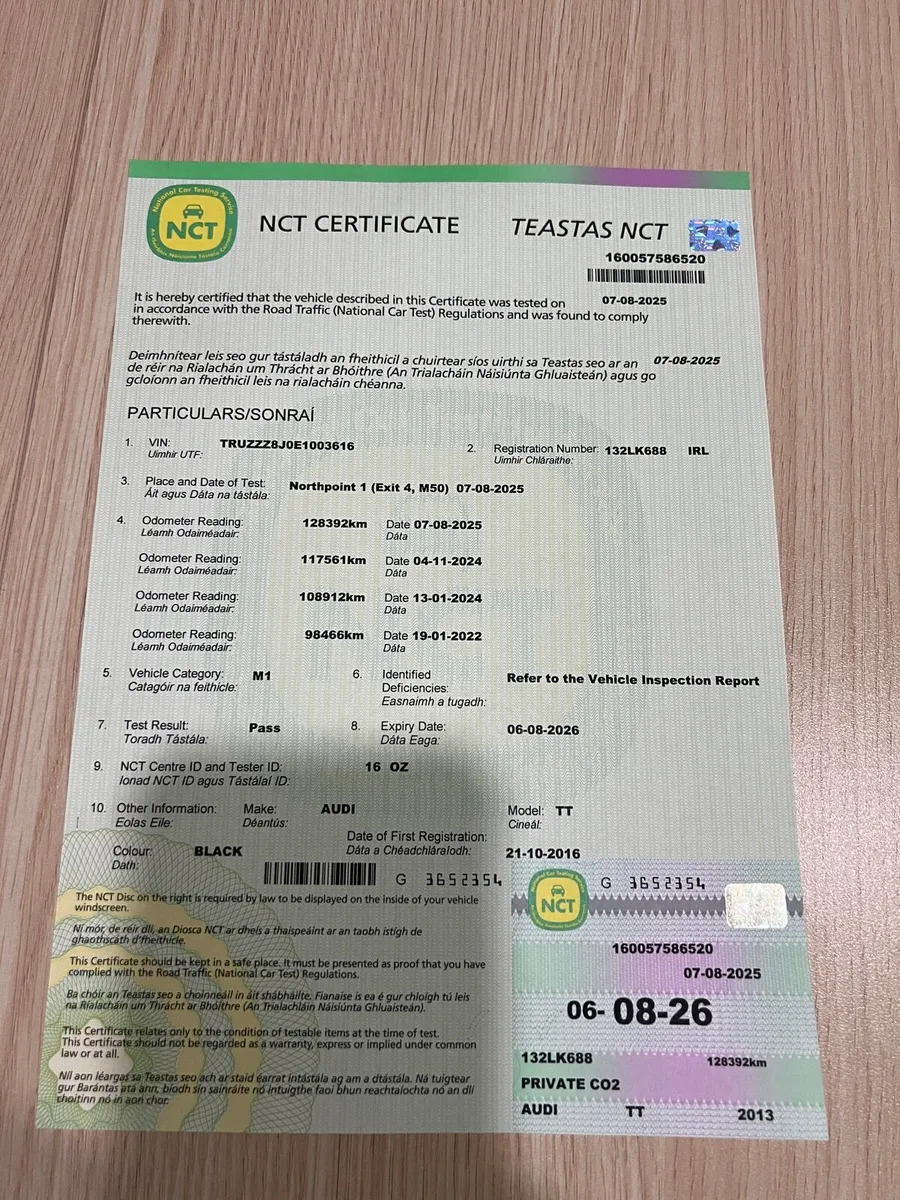 National Car Testing Service
NCT
NCT CERTIFICATE TEASTAS NCT
160057586520
It is hereby certified that the vehicle described in this Certificate was tested on 07-08-2025
in accordance with the Road Traffic (National Car Test) Regulations and was found to comply
therewith.
Deimhnítear leis seo gur tástáladh an fheithicil a chuirtear síos uirthi sa Teastas seo ar an 07-08-2025
de réir na Rialachán um Thrácht ar Bhóithre (An Trialacháin Náisiúnta Ghluaisteán) agus go
gcloíonn an fheithicil leis na rialacháin chéanna.
PARTICULARS/SONRAÍ
1. VIN: TRUZZZ8J0E1003616 2. Registration Number: 132LK688 IRL
Uimhir UTF: Uimhir Chláraithe:
3. Place and Date of Test: Northpoint 1 (Exit 4, M50) 07-08-2025
Áit agus Dáta na tástála:
4. Odometer Reading: 128392km Date 07-08-2025
Léamh Odaiméadair: Dáta
Odometer Reading: 117561km Date 04-11-2024
Léamh Odaiméadair: Dáta
Odometer Reading: 108912km Date 13-01-2024
Léamh Odaiméadair: Dáta
Odometer Reading: 98466km Date 19-01-2022
Léamh Odaiméadair: Dáta
5. Vehicle Category: M1 6. Identified Refer to the Vehicle Inspection Report
Catagóir na feithicle: Deficiencies:
Easnaimh a tugadh:
7. Test Result: Pass 8. Expiry Date: 06-08-2026
Toradh Tástála: Dáta Eaga:
9. NCT Centre ID and Tester ID: 16 OZ
Ionad NCT ID agus Tástálaí ID:
10. Other Information: Make: AUDI Model: TT
Eolas Eile: Déantús: Cineál:
Date of First Registration:
Colour: BLACK Dáta a Chéadchláraíodh: 21-10-2016
Dath:
G 3652354
The NCT Disc on the right is required by law to be displayed on the inside of your vehicle
windscreen.
Ní mór, de réir dlí, an Diosca NCT ar dheis a thaispeáint ar an taobh istigh de
ghaothscáth d'fheithicle.
This Certificate should be kept in a safe place. It must be presented as proof that you have
complied with the Road Traffic (National Car Test) Regulations.
Ba chóir an Teastas seo a choinneáil in áit shábháilte. Fianaise is ea é gur chloígh tú leis
na Rialacháin um Thrácht ar Bhóithre (An Trialacháin Náisiúnta Ghluaisteán).
This Certificate relates only to the condition of testable items at the time of test.
This Certificate should not be regarded as a warranty, express or implied under common
law or at all.
Níl aon léargas sa Teastas seo ach ar staid éarrat intástála ag am a dtástála. Ná tuigtear
gur Barántas atá ann, bíodh sin sainráite nó intuigthe faoi bhun reachtaíochta nó an dlí
choitinn nó in aon chor.
NCT
G 3652354
160057586520
07-08-2025
06- 08-26
132LK688 128392km
PRIVATE CO2
AUDI TT 2013